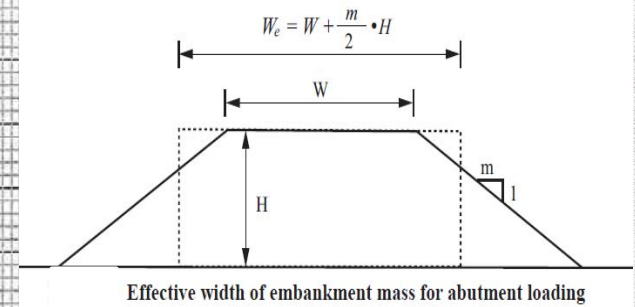 We = W + m/2 •H
W
H
m
1
Effective width of embankment mass for abutment loading